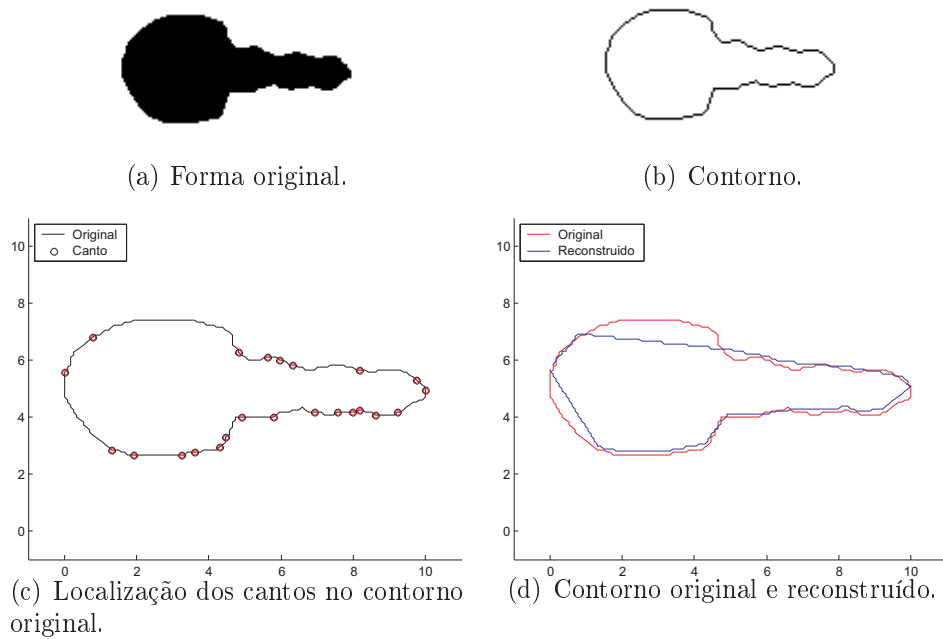 (a) Forma original.
(b) Contorno.
Original
Canto
10
8
6
4
2
0
0 2 4 6 8 10
(c) Localização dos cantos no contorno
original.
Original
Reconstruido
10
8
6
4
2
0
0 2 4 6 8 10
(d) Contorno original e reconstruído.